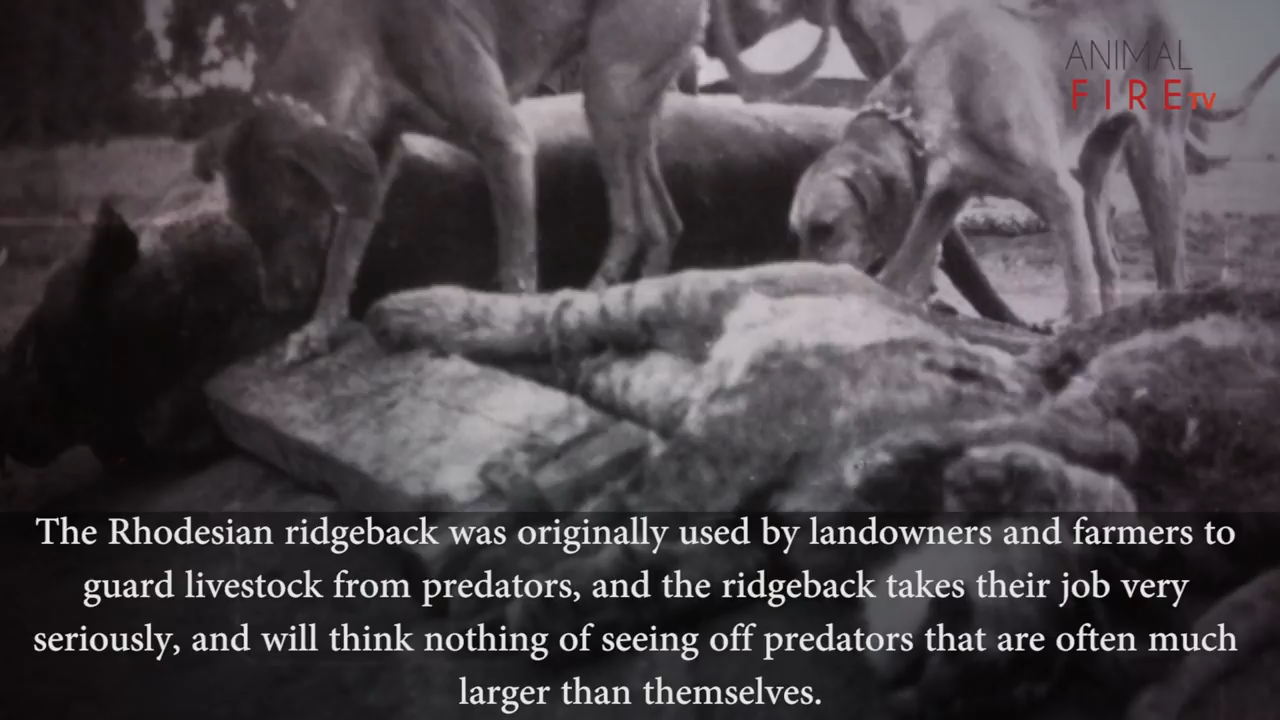 ANIMAL
FIRETV
The Rhodesian ridgeback was originally used by landowners and farmers to
guard livestock from predators, and the ridgeback takes their job very
seriously, and will think nothing of seeing off predators that are often much
larger than themselves.